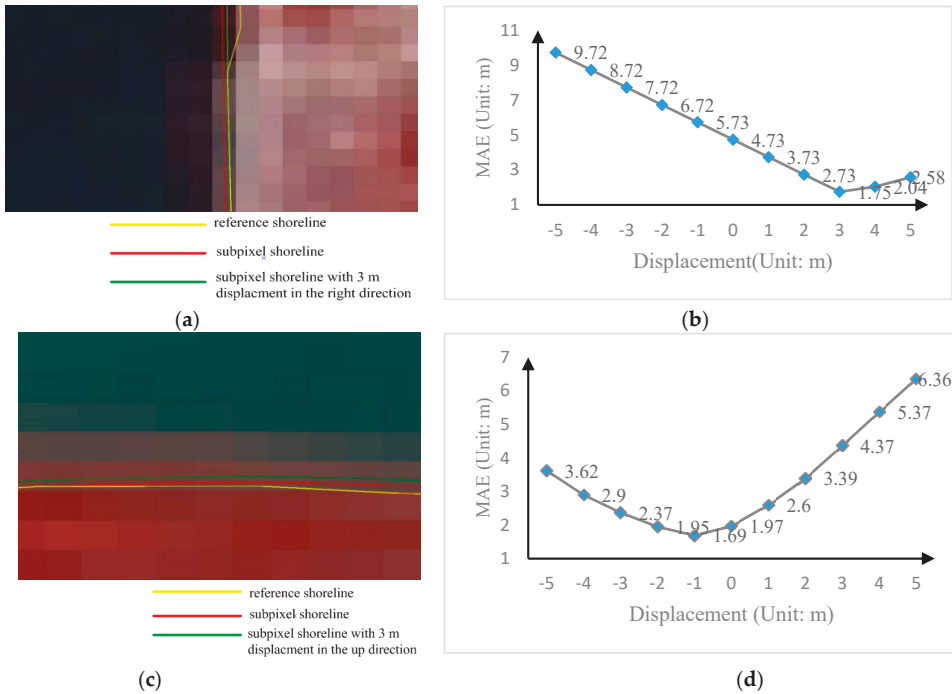 reference shoreline
subpixel shoreline
subpixel shoreline with 3 m
displacment in the right direction
(a)
11
9
7
5
3
1
MAE (Unit: m)
9.72
8.72
7.72
6.72
5.73
4.73
3.73
2.73
1.75
2.04
2.58
-5 -4 -3 -2 -1 0 1 2 3 4 5
Displacement(Unit: m)
(b)
reference shoreline
subpixel shoreline
subpixel shoreline with 3 m
displacment in the up direction
(c)
7
6
5
4
3
2
1
MAE (Unit: m)
3.62
2.9
2.37
1.95
1.69
1.97
2.6
3.39
4.37
5.37
6.36
-5 -4 -3 -2 -1 0 1 2 3 4 5
Displacement (Unit: m)
(d)